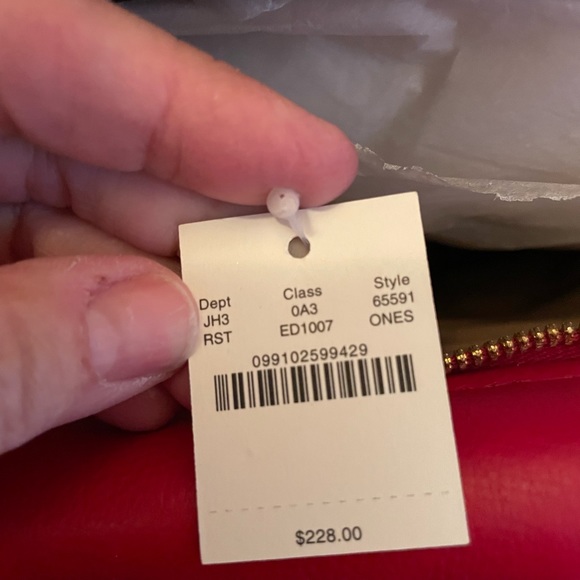 Dept Class Style
JH3 0A3 65591
RST ED1007 ONES
099102599429
$228.00